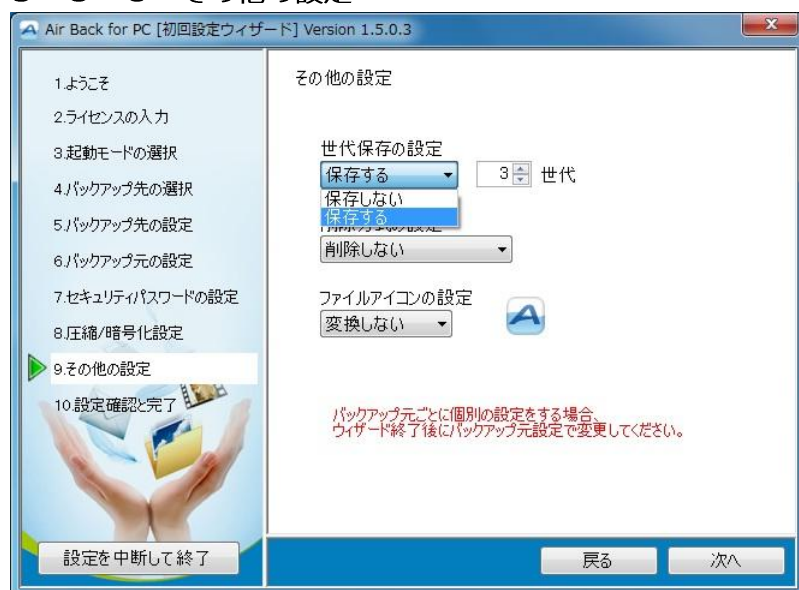 その他の設定
Air Back for PC [初回設定ウィザード] Version 1.5.0.3
1.ようこそ
2.ライセンスの入力
3.起動モードの選択
4.バックアップ先の選択
5.バックアップ先の設定
6.バックアップ元の設定
7.セキュリティパスワードの設定
8.圧縮/暗号化設定
9.その他の設定
10.設定確認と完了
設定を中断して終了
その他の設定
世代保存の設定
保存する
3 世代
保存しない
保存する
削除しない
ファイルアイコンの設定
変換しない
バックアップ元ごとに個別の設定をする場合、
ウィザード終了後にバックアップ元設定で変更してください。
戻る
次へ